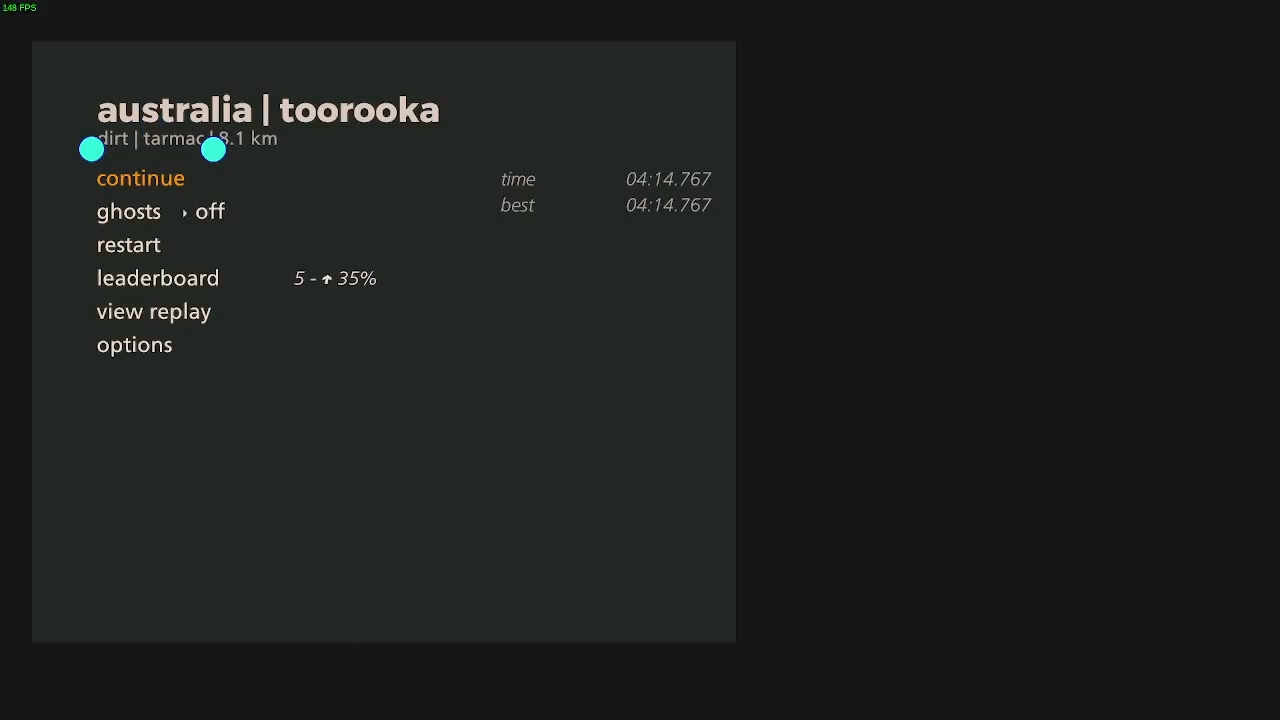 148 FPS
australia | toorooka
dirt | tarmac | 8.1 km
continue
time 04:14.767
best 04:14.767
ghosts ‣ off
restart
leaderboard 5 - ↑ 35%
view replay
options